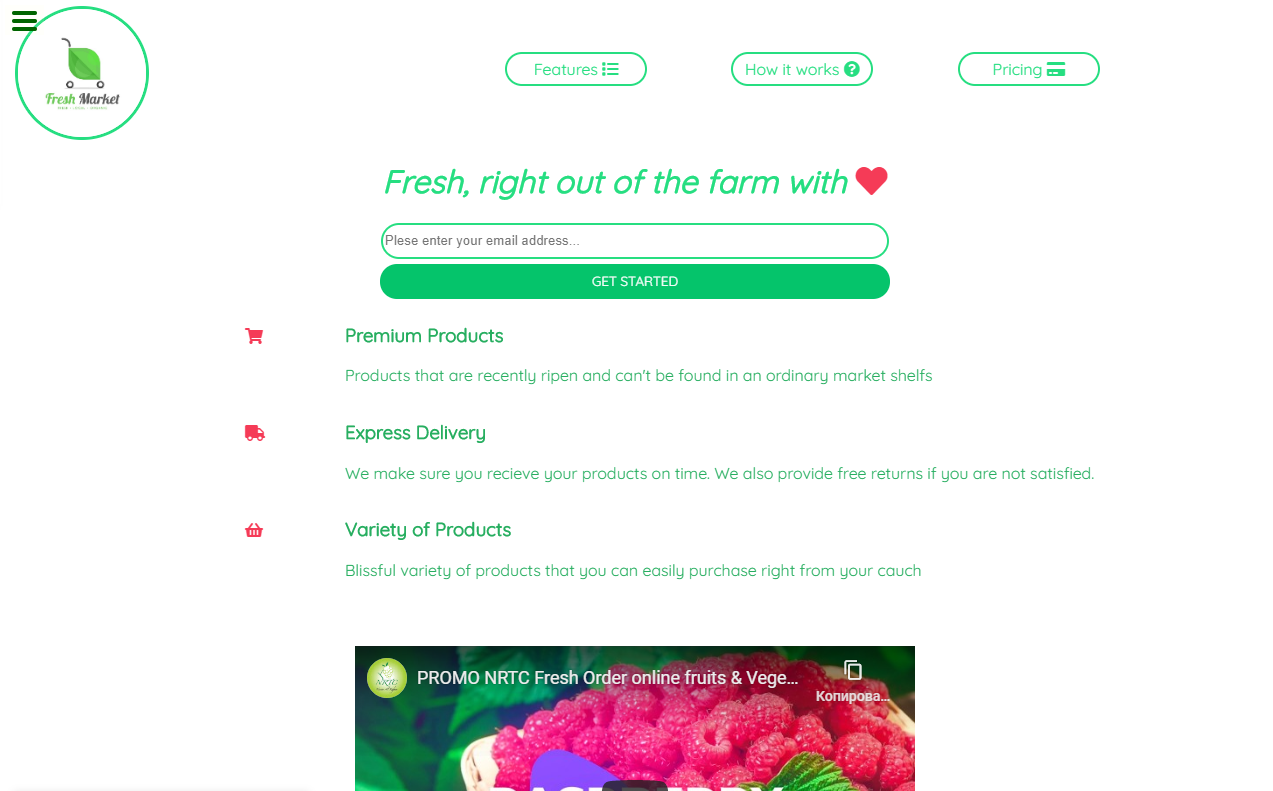 Fresh Market
Features
How it works
Pricing
Fresh, right out of the farm with
Plese enter your email address...
GET STARTED
Premium Products
Products that are recently ripen and can't be found in an ordinary market shelfs
Express Delivery
We make sure you recieve your products on time. We also provide free returns if you are not satisfied.
Variety of Products
Blissful variety of products that you can easily purchase right from your cauch
PROMO NRTC Fresh Order online fruits & Vege...
Копирова...